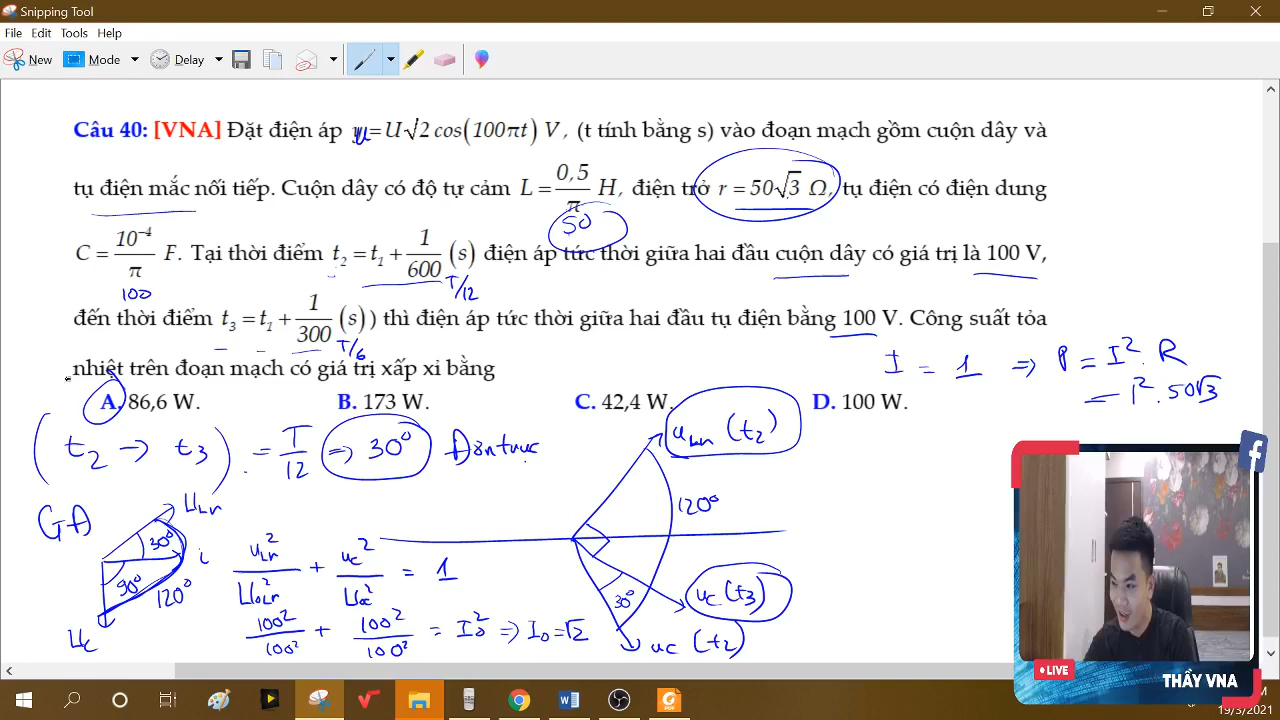 Snipping Tool
File Edit Tools Help
New Mode Delay
Câu 40: [VNA] Đặt điện áp u=U√2 cos(100πt) V, (t tính bằng s) vào đoạn mạch gồm cuộn dây và
tụ điện mắc nối tiếp. Cuộn dây có độ tự cảm L = 0,5/π H, điện trở r = 50√3 Ω, tụ điện có điện dung
50
C = 10⁻⁴/π F. Tại thời điểm t₂ = t₁ + 1/600 (s) điện áp tức thời giữa hai đầu cuộn dây có giá trị là 100 V,
100 T/12
đến thời điểm t₃ = t₁ + 1/300 (s) ) thì điện áp tức thời giữa hai đầu tụ điện bằng 100 V. Công suất tỏa
T/6
nhiệt trên đoạn mạch có giá trị xấp xỉ bằng
I = 1 => P = I². R
= 1². 50√3
A. 86,6 W. B. 173 W. C. 42,4 W. D. 100 W.
(t₂ → t₃) = T/12 => 30° Đơn trục
u_Lr (t₂)
120°
GĐ
U_Lr
30°
i
90°
120°
U_C
u_Lr²/U_0Lr² + u_C²/U_0C² = 1
100²/100² + 100²/100² = I₀² => I₀ = √2
u_C (t₃)
30°
u_C (t₂)
LIVE
THẦY VNA
f
M
19/3/2021